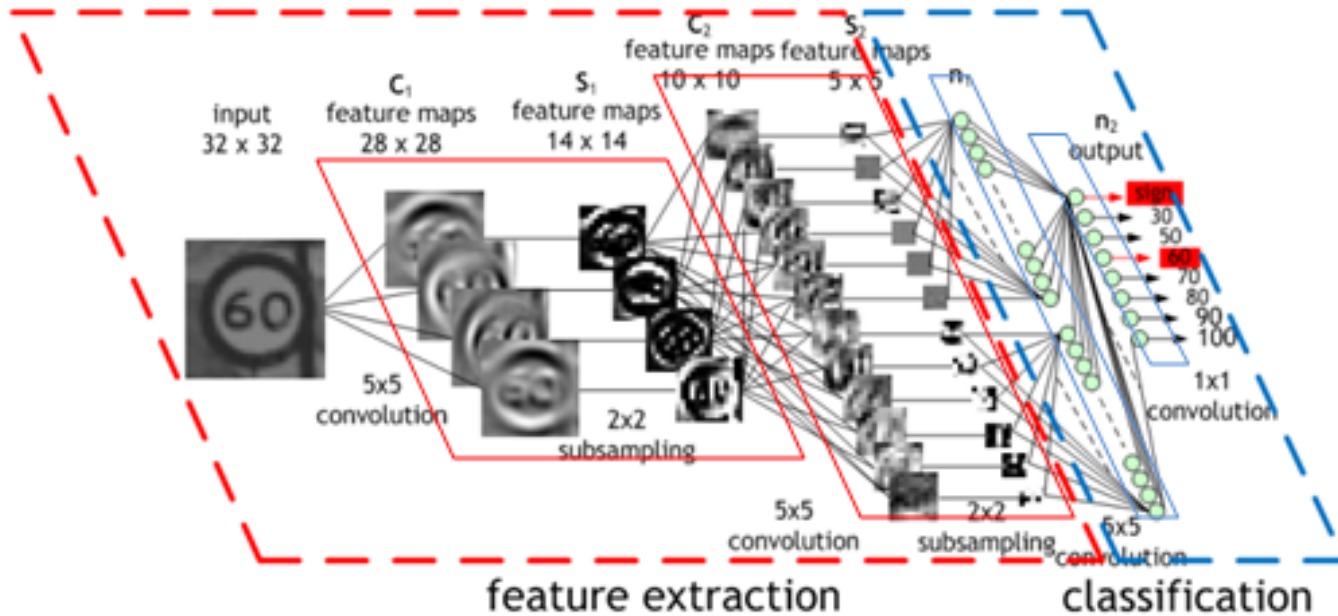 input
32 x 32
C₁
feature maps
28 x 28
S₁
feature maps
14 x 14
C₂
feature maps
10 x 10
S₂
feature maps
5 x 5
n₁
n₂
output
60
sign
30
50
60
70
80
90
100
5x5
convolution
2x2
subsampling
5x5
convolution
2x2
subsampling
5x5
convolution
1x1
convolution
feature extraction
classification